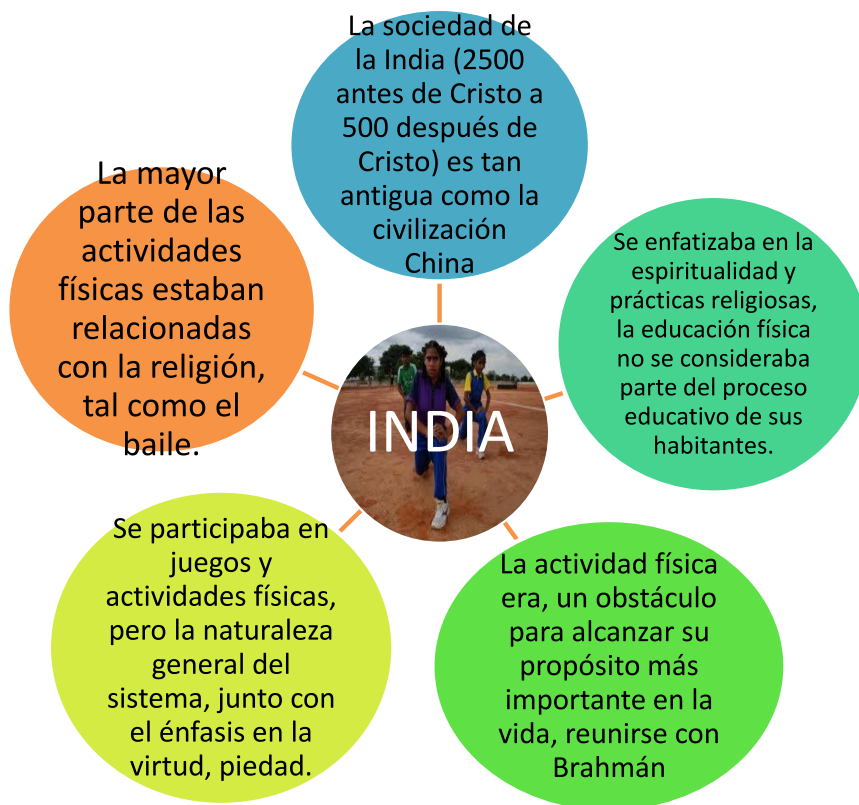 La sociedad de
la India (2500
antes de Cristo a
500 después de
Cristo) es tan
antigua como la
civilización
China
Se enfatizaba en la
espiritualidad y
prácticas religiosas,
la educación física
no se consideraba
parte del proceso
educativo de sus
habitantes.
La actividad física
era, un obstáculo
para alcanzar su
propósito más
importante en la
vida, reunirse con
Brahmán
Se participaba en
juegos y
actividades físicas,
pero la naturaleza
general del
sistema, junto con
el énfasis en la
virtud, piedad.
La mayor
parte de las
actividades
físicas estaban
relacionadas
con la religión,
tal como el
baile.
INDIA